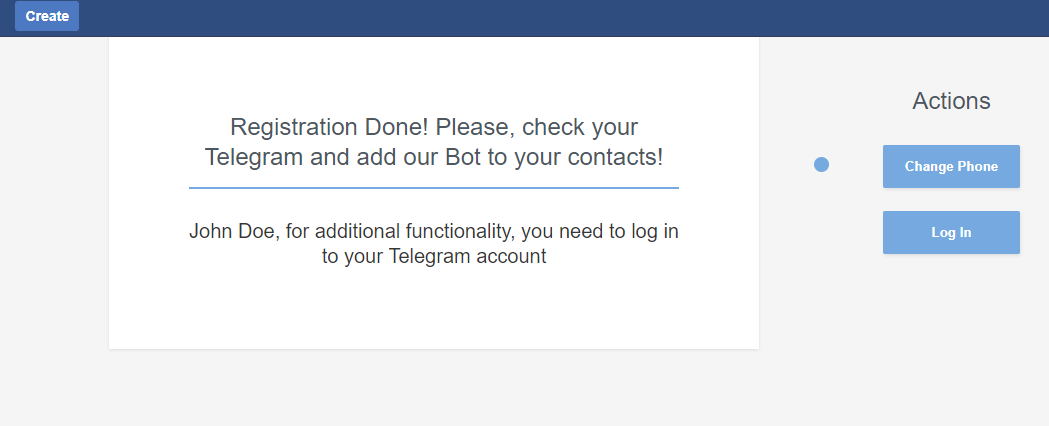 Create
Registration Done! Please, check your
Telegram and add our Bot to your contacts!
John Doe, for additional functionality, you need to log in
to your Telegram account
Actions
Change Phone
Log In